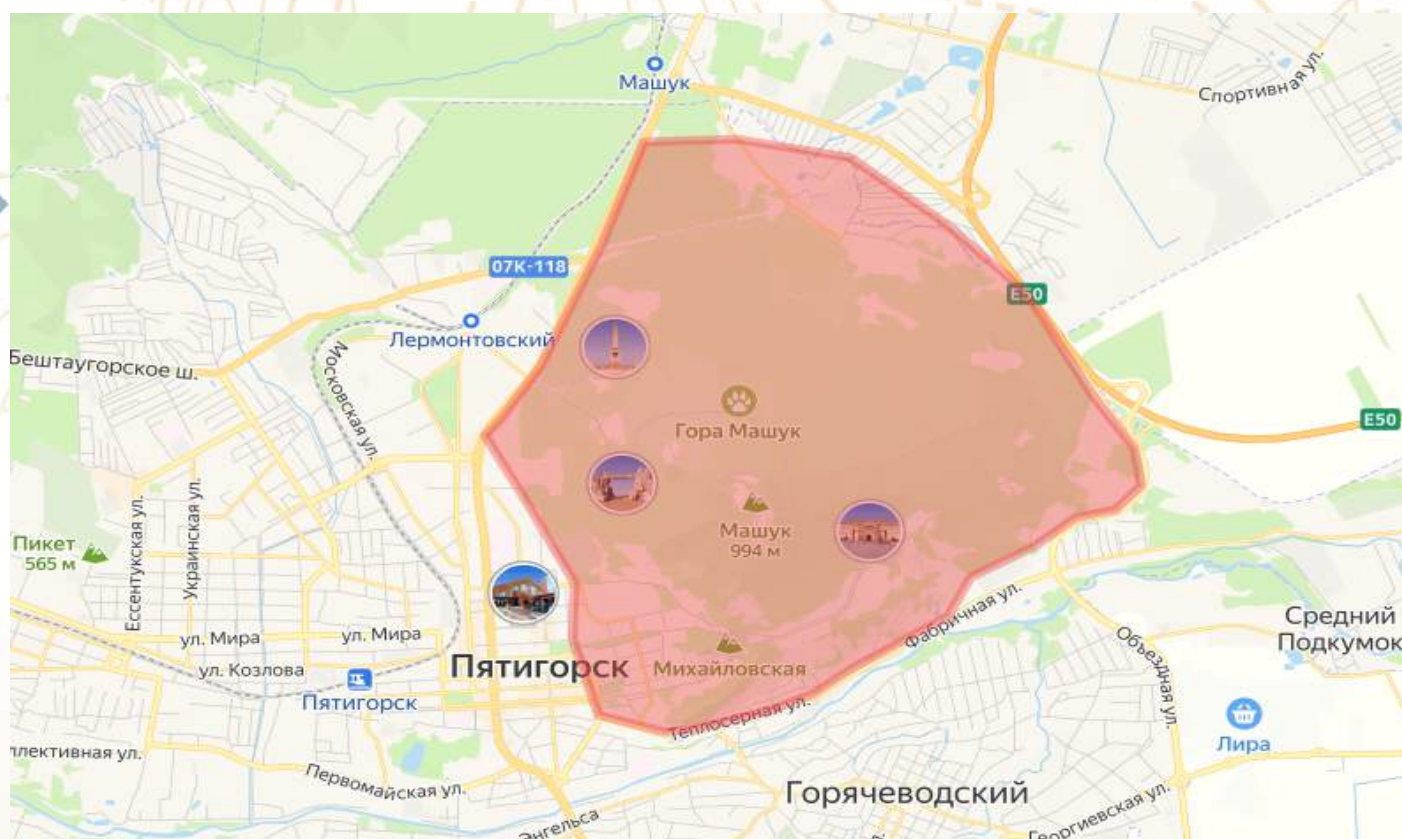 Машук
Спортивная ул.
07К-118
E50
Лермонтовский
Бештаугорское ш.
Московская ул.
Гора Машук
E50
Ессентукская ул.
Украинская ул.
Машук
994 м
Пикет
565 м
Фабричная ул.
Средний
Подкумок
Объездная ул.
ул. Мира
ул. Мира
ул. Козлова
Пятигорск
Михайловская
Пятигорск
Теплосерная ул.
Лира
ллективная ул.
Первомайская ул.
Горячеводский
Георгиевская ул.
Энгельса